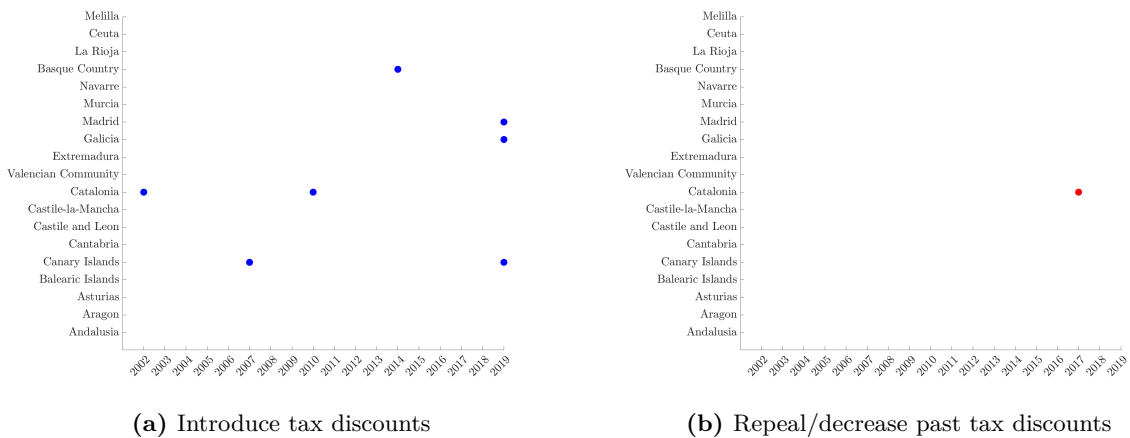 Melilla
Ceuta
La Rioja
Basque Country
Navarre
Murcia
Madrid
Galicia
Extremadura
Valencian Community
Catalonia
Castile-la-Mancha
Castile and Leon
Cantabria
Canary Islands
Balearic Islands
Asturias
Aragon
Andalusia
2002 2003 2004 2005 2006 2007 2008 2009 2010 2011 2012 2013 2014 2015 2016 2017 2018 2019
(a) Introduce tax discounts
Melilla
Ceuta
La Rioja
Basque Country
Navarre
Murcia
Madrid
Galicia
Extremadura
Valencian Community
Catalonia
Castile-la-Mancha
Castile and Leon
Cantabria
Canary Islands
Balearic Islands
Asturias
Aragon
Andalusia
2002 2003 2004 2005 2006 2007 2008 2009 2010 2011 2012 2013 2014 2015 2016 2017 2018 2019
(b) Repeal/decrease past tax discounts